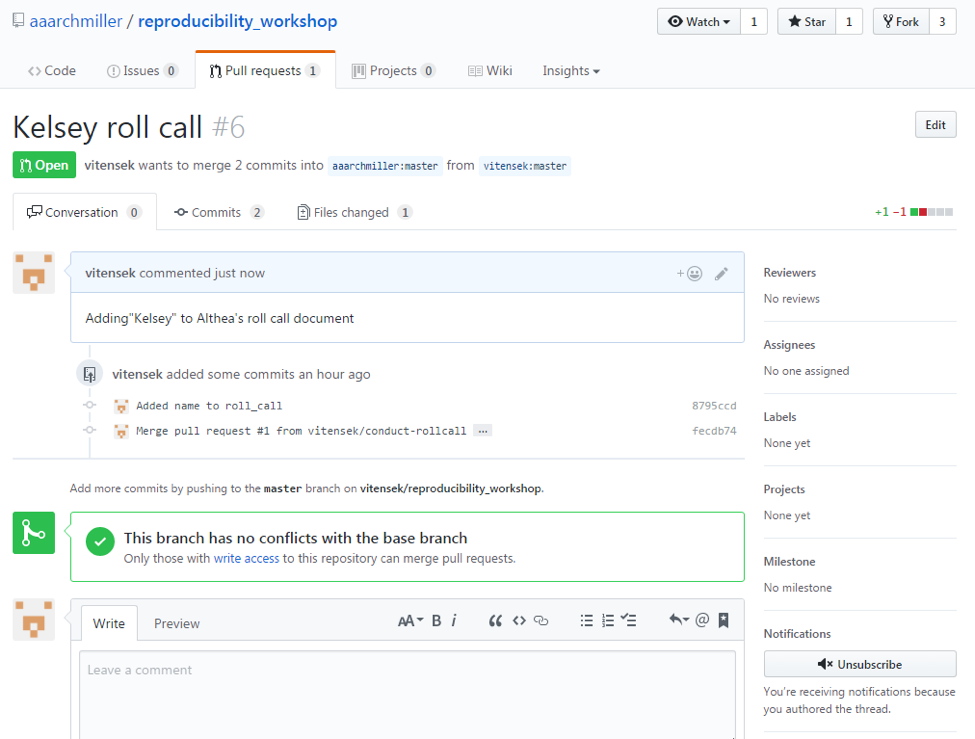 aaarchmiller / reproducibility_workshop
Watch 1 Star 1 Fork 3
Code Issues 0 Pull requests 1 Projects 0 Wiki Insights
Kelsey roll call #6
Edit
Open vitensek wants to merge 2 commits into aaarchmiller:master from vitensek:master
Conversation 0 Commits 2 Files changed 1 +1 −1
vitensek commented just now
Adding"Kelsey" to Althea's roll call document
vitensek added some commits an hour ago
Added name to roll_call 8795ccd
Merge pull request #1 from vitensek/conduct-rollcall ... fecdb74
Add more commits by pushing to the master branch on vitensek/reproducibility_workshop.
This branch has no conflicts with the base branch
Only those with write access to this repository can merge pull requests.
Write Preview AA B i “ <> @
Leave a comment
Reviewers
No reviews
Assignees
No one assigned
Labels
None yet
Projects
None yet
Milestone
No milestone
Notifications
Unsubscribe
You're receiving notifications because
you authored the thread.